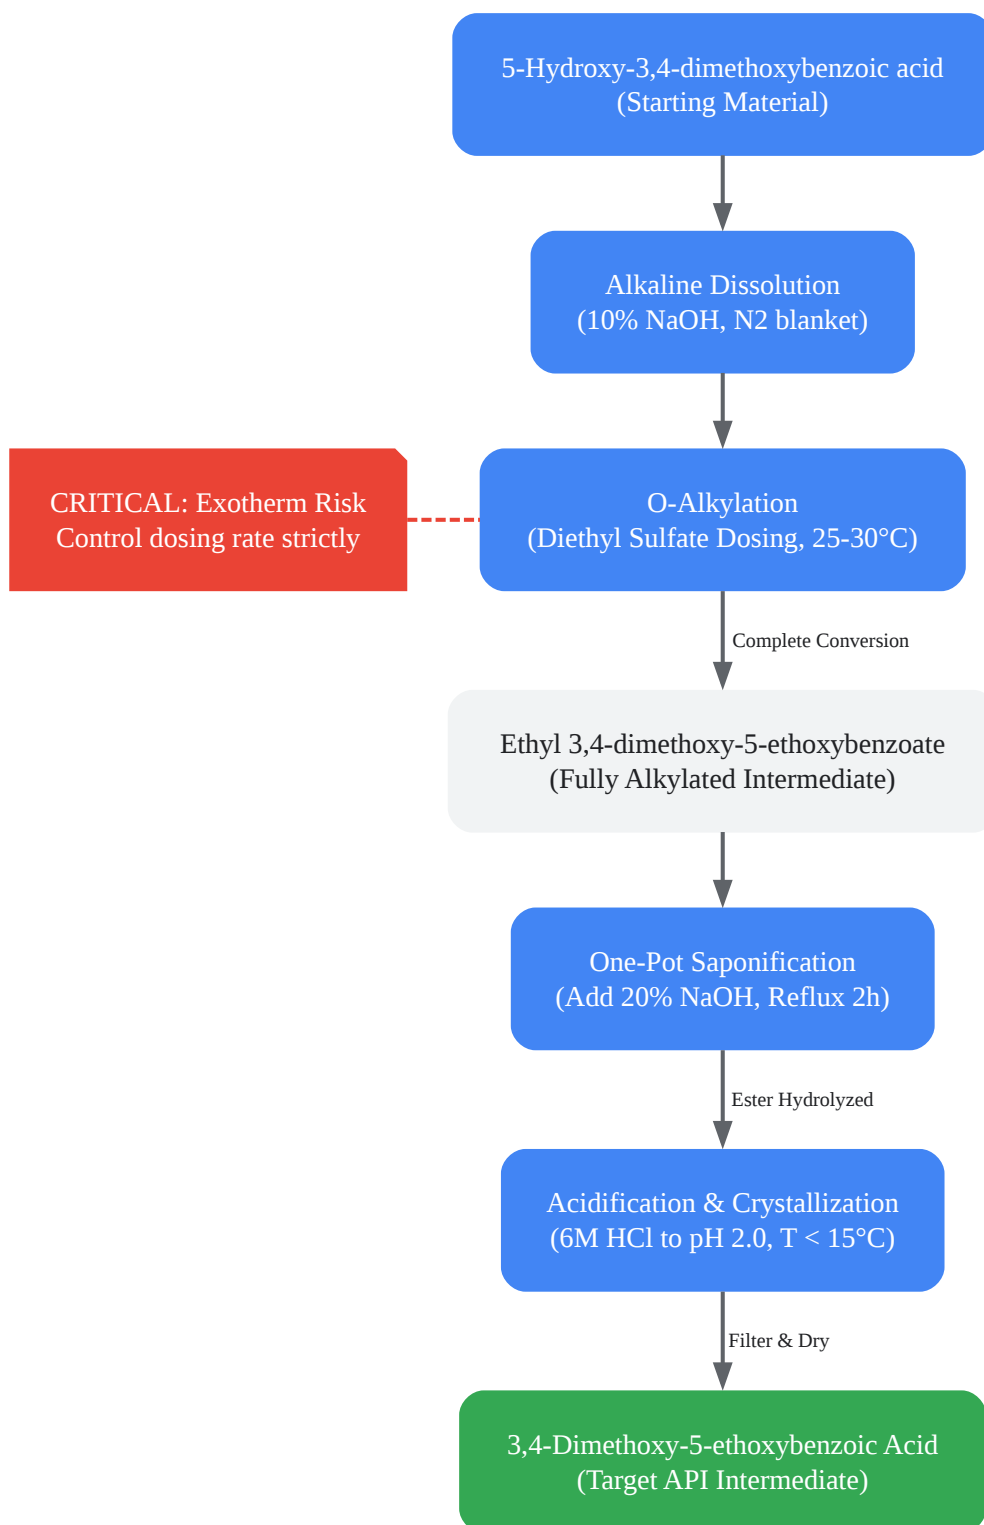 5-Hydroxy-3,4-dimethoxybenzoic acid
(Starting Material)
Alkaline Dissolution
(10% NaOH, N2 blanket)
CRITICAL: Exotherm Risk
Control dosing rate strictly
O-Alkylation
(Diethyl Sulfate Dosing, 25-30°C)
Complete Conversion
Ethyl 3,4-dimethoxy-5-ethoxybenzoate
(Fully Alkylated Intermediate)
One-Pot Saponification
(Add 20% NaOH, Reflux 2h)
Ester Hydrolyzed
Acidification & Crystallization
(6M HCl to pH 2.0, T < 15°C)
Filter & Dry
3,4-Dimethoxy-5-ethoxybenzoic Acid
(Target API Intermediate)